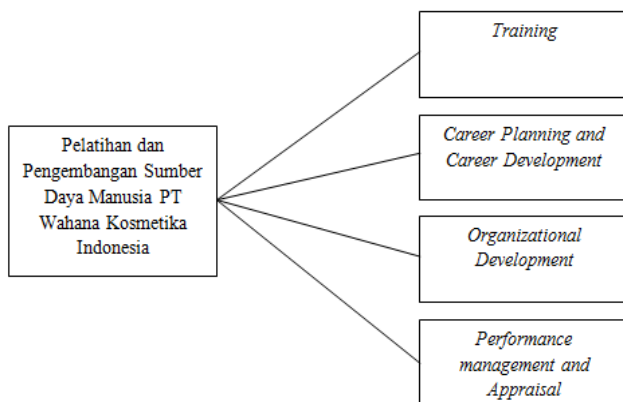 Pelatihan dan
Pengembangan Sumber
Daya Manusia PT
Wahana Kosmetika
Indonesia
Training
Career Planning and
Career Development
Organizational
Development
Performance
management and
Appraisal